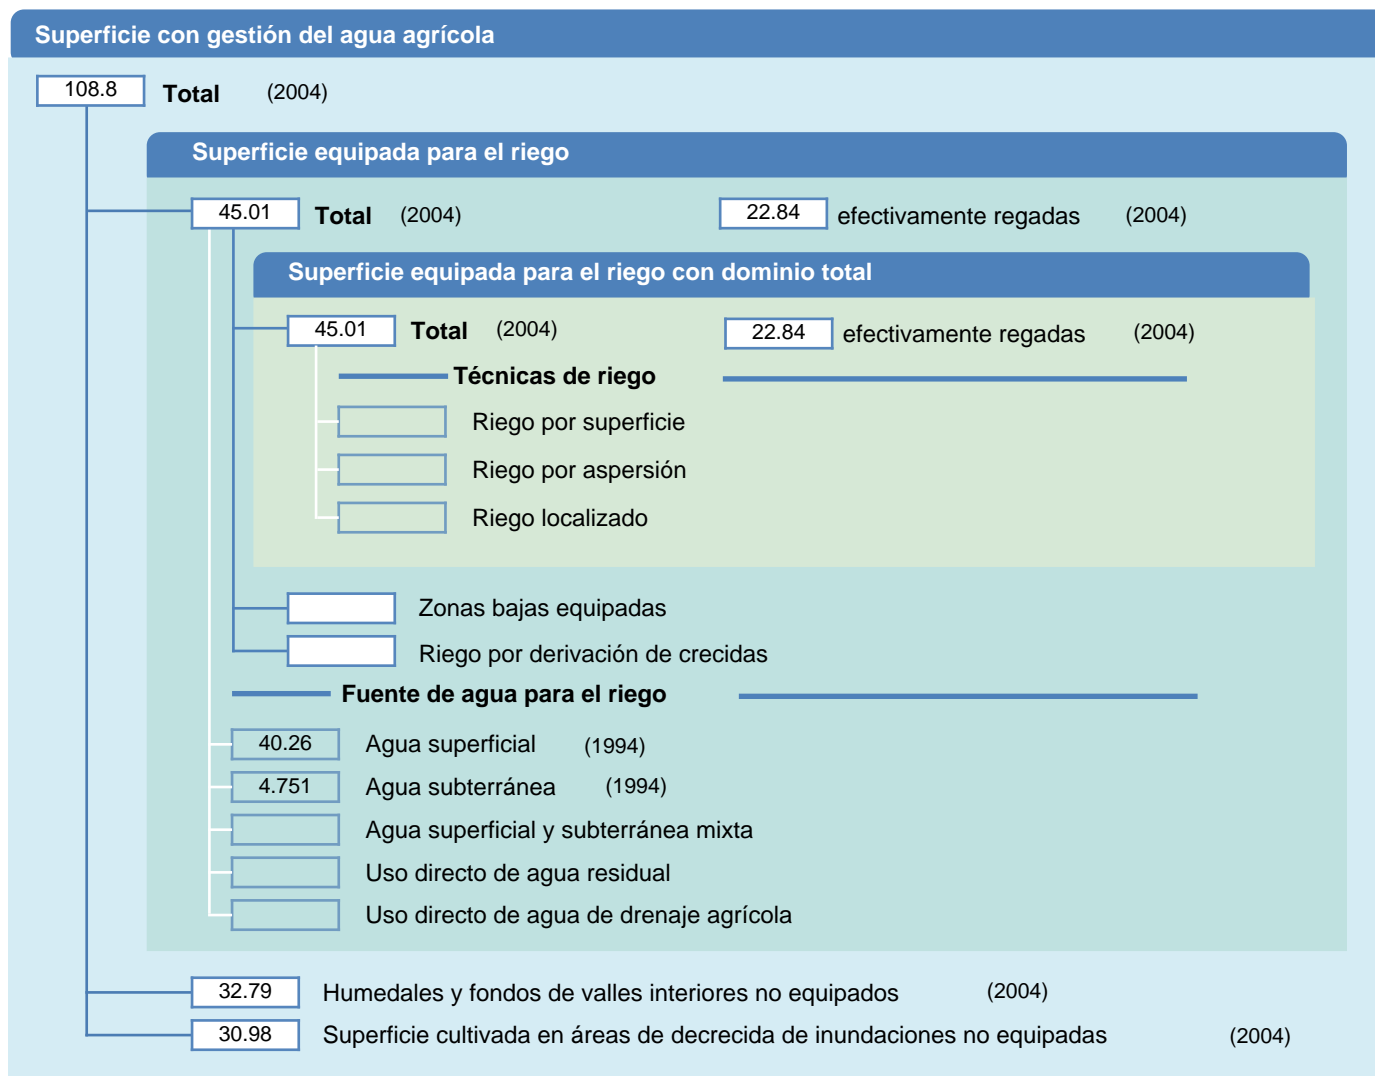 Superficie con gestión del agua agrícola
108.8 Total (2004)
Superficie equipada para el riego
45.01 Total (2004) 22.84 efectivamente regadas (2004)
Superficie equipada para el riego con dominio total
45.01 Total (2004) 22.84 efectivamente regadas (2004)
Técnicas de riego
Riego por superficie
Riego por aspersión
Riego localizado
Zonas bajas equipadas
Riego por derivación de crecidas
Fuente de agua para el riego
40.26 Agua superficial (1994)
4.751 Agua subterránea (1994)
Agua superficial y subterránea mixta
Uso directo de agua residual
Uso directo de agua de drenaje agrícola
32.79 Humedales y fondos de valles interiores no equipados (2004)
30.98 Superficie cultivada en áreas de decrecida de inundaciones no equipadas (2004)